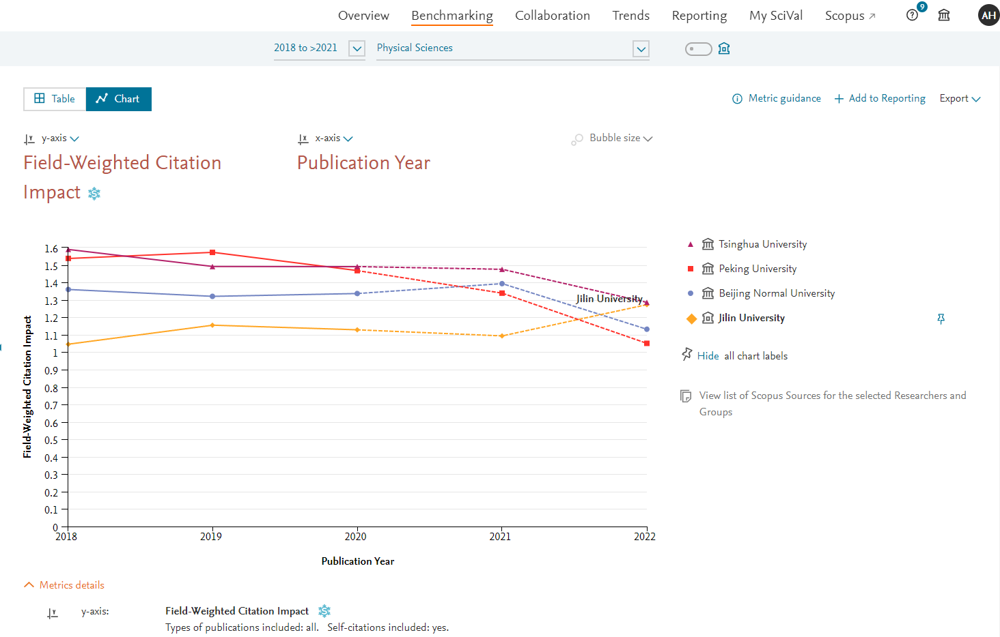 Overview Benchmarking Collaboration Trends Reporting My SciVal Scopus ↗ 9 AH
2018 to >2021 Physical Sciences
Table Chart Metric guidance + Add to Reporting Export
y-axis x-axis Bubble size
Field-Weighted Citation Publication Year
Impact
Tsinghua University
Peking University
Beijing Normal University
Jilin University
Hide all chart labels
View list of Scopus Sources for the selected Researchers and
Groups
Field-Weighted Citation Impact
1.6
1.5
1.4
1.3
1.2
1.1
1
0.9
0.8
0.7
0.6
0.5
0.4
0.3
0.2
0.1
0
Jilin University
2018 2019 2020 2021 2022
Publication Year
Metrics details
y-axis: Field-Weighted Citation Impact
Types of publications included: all. Self-citations included: yes.